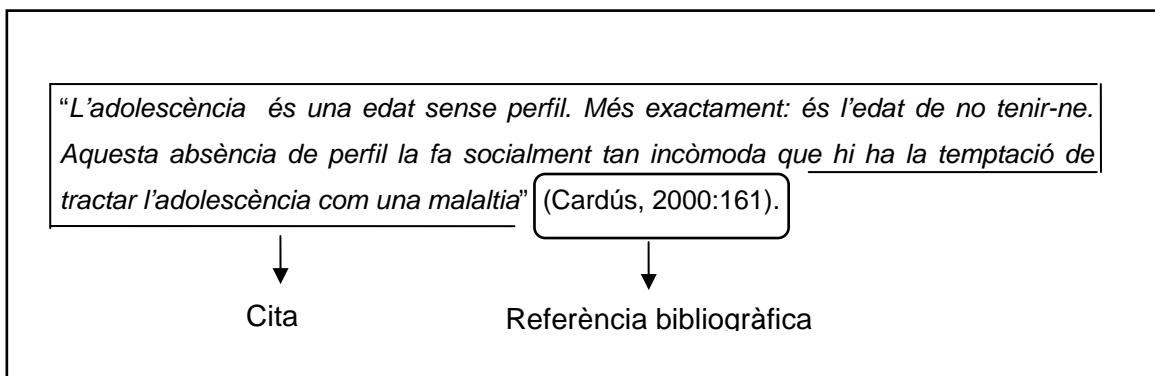 “L’adolescència és una edat sense perfil. Més exactament: és l’edat de no tenir-ne.
Aquesta absència de perfil la fa socialment tan incòmoda que hi ha la temptació de
tractar l’adolescència com una malaltia” (Cardús, 2000:161).
Cita Referència bibliogràfica